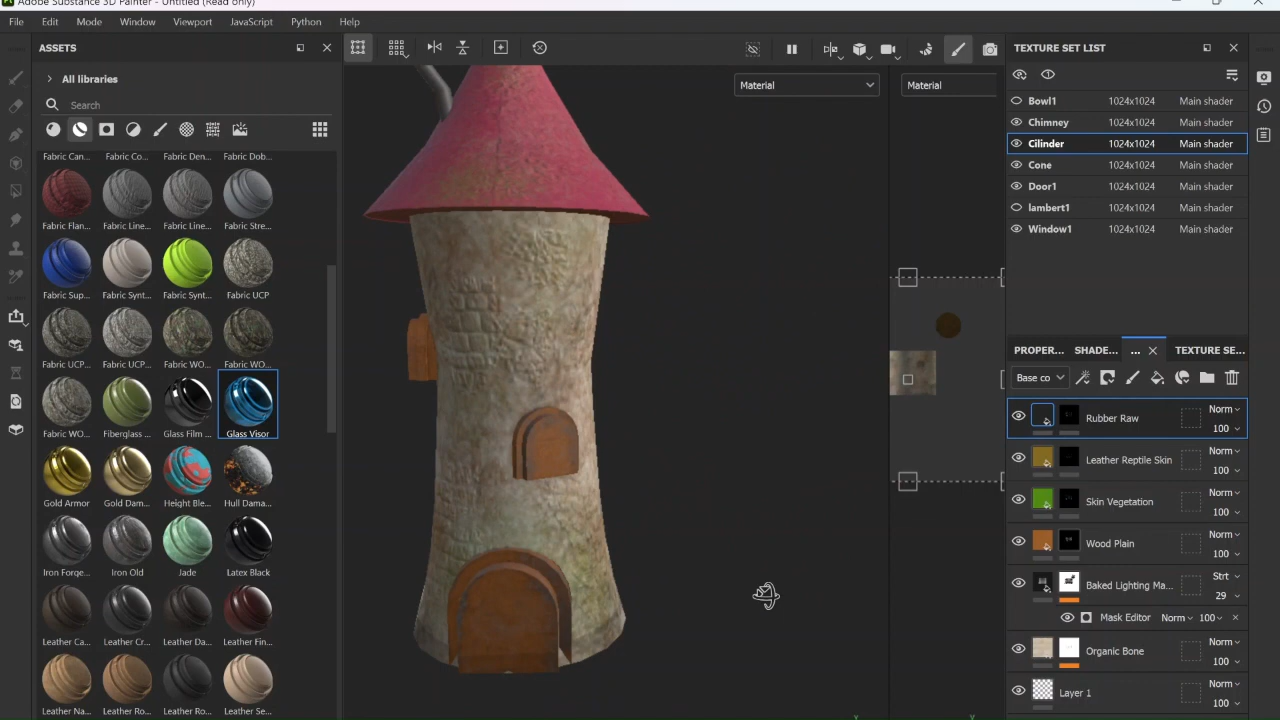 Adobe Substance 3D Painter - Untitled (Read only)
File Edit Mode Window Viewport JavaScript Python Help
ASSETS
All libraries
Search
Fabric Can... Fabric Co... Fabric Den... Fabric Dob...
Fabric Flan... Fabric Line... Fabric Line... Fabric Stre...
Fabric Sup... Fabric Synt... Fabric Synt... Fabric UCP
Fabric UCP... Fabric UCP... Fabric WO... Fabric WO...
Fabric WO... Fiberglass ... Glass Film ... Glass Visor
Gold Armor Gold Dam... Height Ble... Hull Dama...
Iron Forge... Iron Old Jade Latex Black
Leather Ca... Leather Cr... Leather Da... Leather Fin...
Leather Na... Leather Ro... Leather Ro... Leather Se...
Material
Material
TEXTURE SET LIST
Bowl1 1024x1024 Main shader
Chimney 1024x1024 Main shader
Cilinder 1024x1024 Main shader
Cone 1024x1024 Main shader
Door1 1024x1024 Main shader
lambert1 1024x1024 Main shader
Window1 1024x1024 Main shader
PROPER... SHADE... ... TEXTURE SE...
Base co
Rubber Raw Norm 100
Leather Reptile Skin Norm 100
Skin Vegetation Norm 100
Wood Plain Norm 100
Baked Lighting Ma... Strt 29
Mask Editor Norm 100
Organic Bone Norm 100
Layer 1 Norm 100